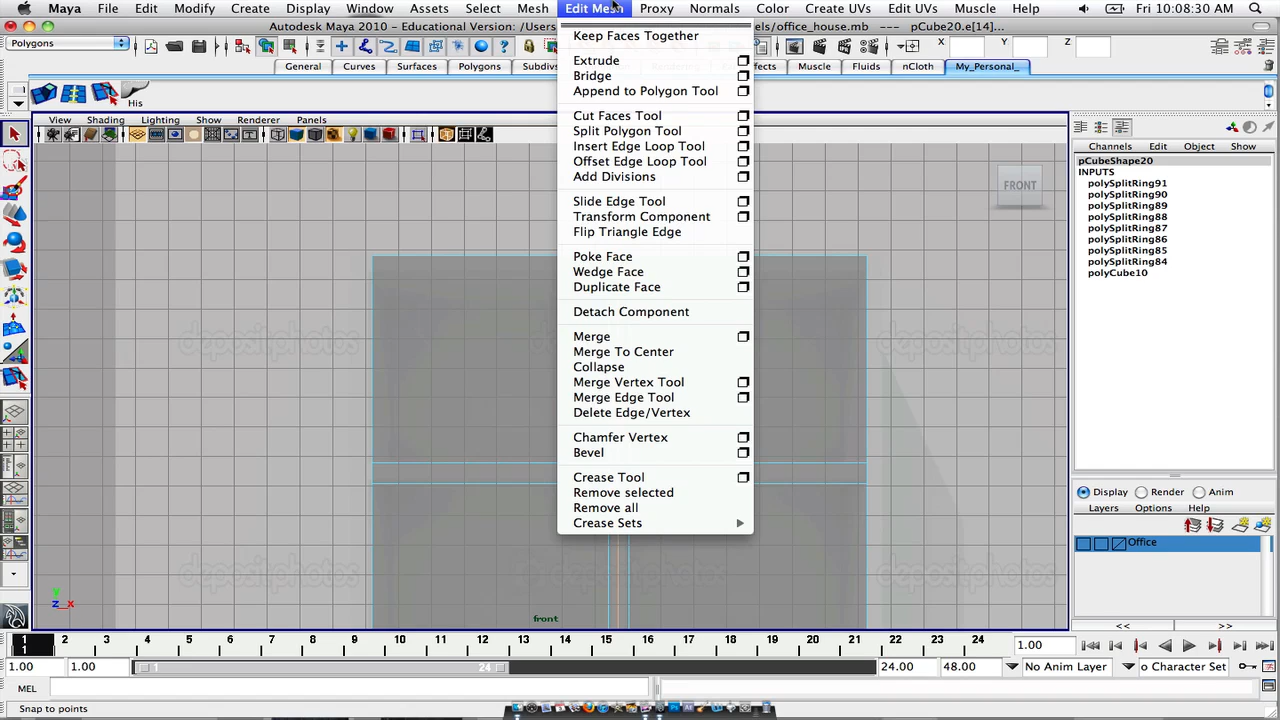 Maya File Edit Modify Create Display Window Assets Select Mesh Edit Mesh Proxy Normals Color Create UVs Edit UVs Muscle Help Fri 10:08:30 AM
Autodesk Maya 2010 - Educational Version: /Users els/office_house.mb --- pCube20.e[14]...
Polygons X: Y: Z
General Curves Surfaces Polygons Subdiv Effects Muscle Fluids nCloth My_Personal_
His
View Shading Lighting Show Renderer Panels
Keep Faces Together
Extrude
Bridge
Append to Polygon Tool
Cut Faces Tool
Split Polygon Tool
Insert Edge Loop Tool
Offset Edge Loop Tool
Add Divisions
Slide Edge Tool
Transform Component
Flip Triangle Edge
Poke Face
Wedge Face
Duplicate Face
Detach Component
Merge
Merge To Center
Collapse
Merge Vertex Tool
Merge Edge Tool
Delete Edge/Vertex
Chamfer Vertex
Bevel
Crease Tool
Remove selected
Remove all
Crease Sets
FRONT
Channels Edit Object Show
pCubeShape20
INPUTS
polySplitRing91
polySplitRing90
polySplitRing89
polySplitRing88
polySplitRing87
polySplitRing86
polySplitRing85
polySplitRing84
polyCube10
Display Render Anim
Layers Options Help
Office
<< >>
depositphotos
depositphotos
depositphotos
depositphotos
y
z x
front
1 2 3 4 5 6 7 8 9 10 11 12 13 14 15 16 17 18 19 20 21 22 23 24
1
1.00
1.00 1.00 1 24 24.00 48.00 No Anim Layer o Character Set
MEL
Snap to points